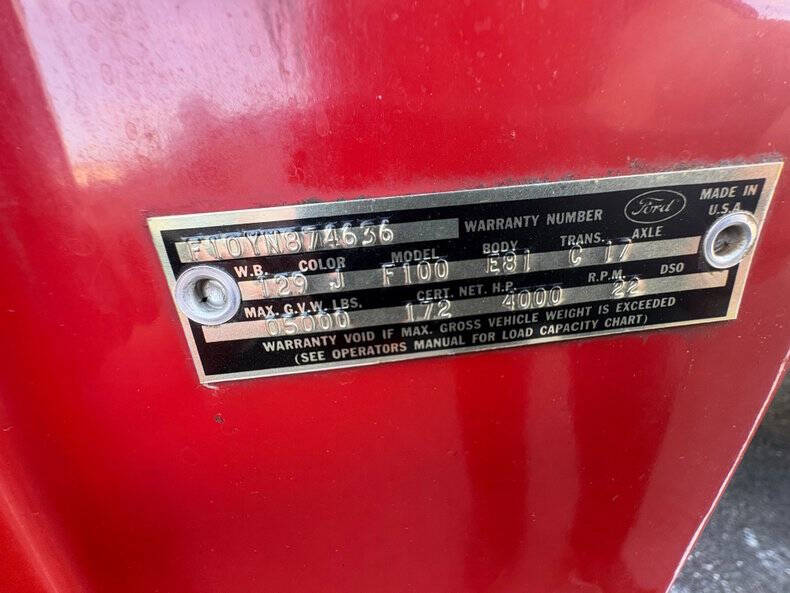 F10YN874636 WARRANTY NUMBER Ford MADE IN U.S.A.
W.B. COLOR MODEL BODY TRANS. AXLE
129 J F100 E81 C 17
MAX. G.V.W. LBS. CERT. NET. H.P. R.P.M. DSO
05000 172 4000 22
WARRANTY VOID IF MAX. GROSS VEHICLE WEIGHT IS EXCEEDED
(SEE OPERATORS MANUAL FOR LOAD CAPACITY CHART)